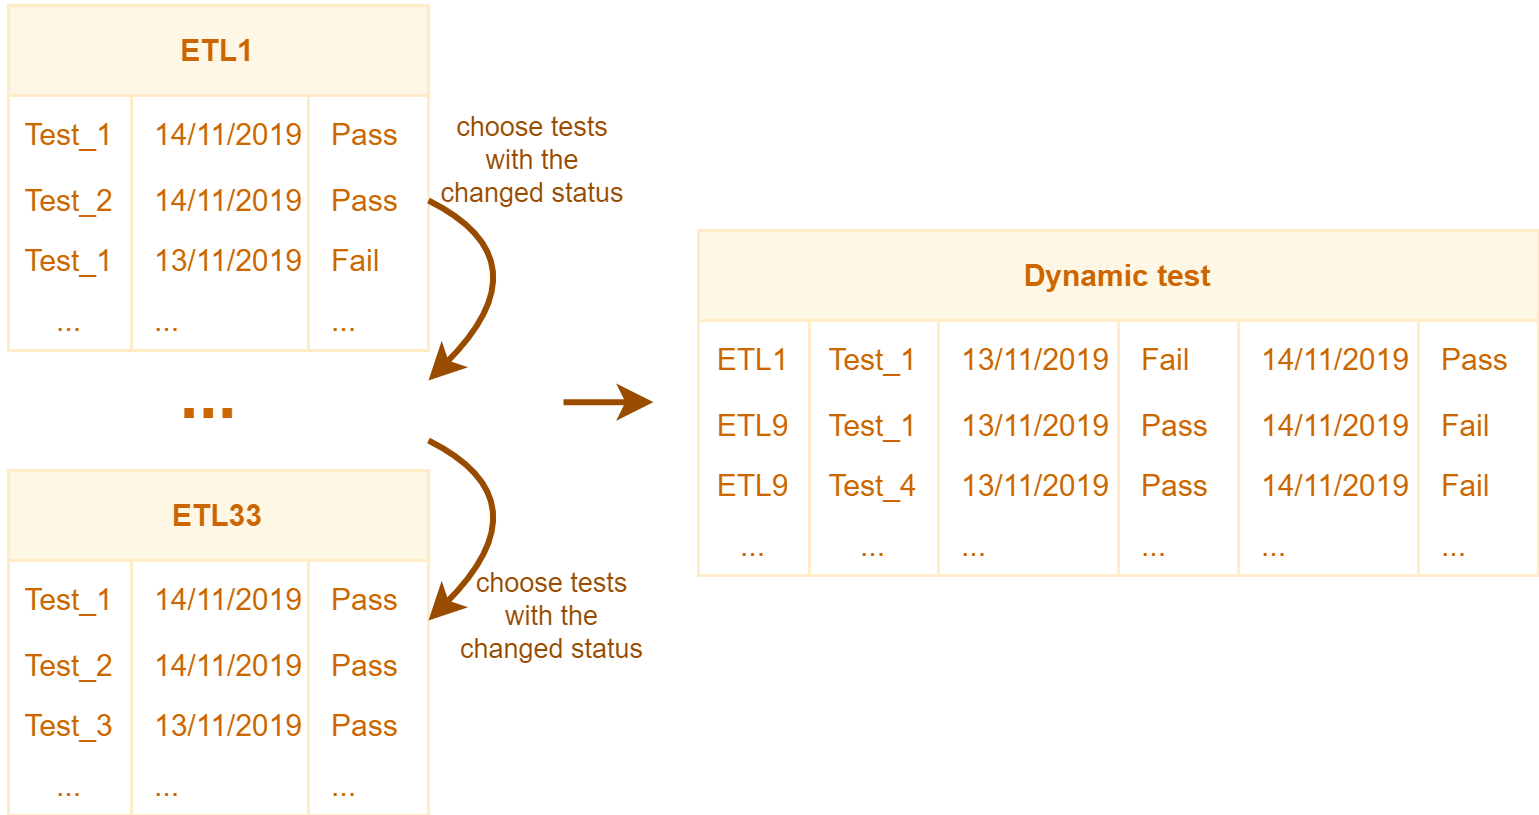 ETL1
Test_1 14/11/2019 Pass
Test_2 14/11/2019 Pass
Test_1 13/11/2019 Fail
... ... ...
choose tests
with the
changed status
...
ETL33
Test_1 14/11/2019 Pass
Test_2 14/11/2019 Pass
Test_3 13/11/2019 Pass
... ... ...
choose tests
with the
changed status
Dynamic test
ETL1 Test_1 13/11/2019 Fail 14/11/2019 Pass
ETL9 Test_1 13/11/2019 Pass 14/11/2019 Fail
ETL9 Test_4 13/11/2019 Pass 14/11/2019 Fail
... ... ... ... ... ...